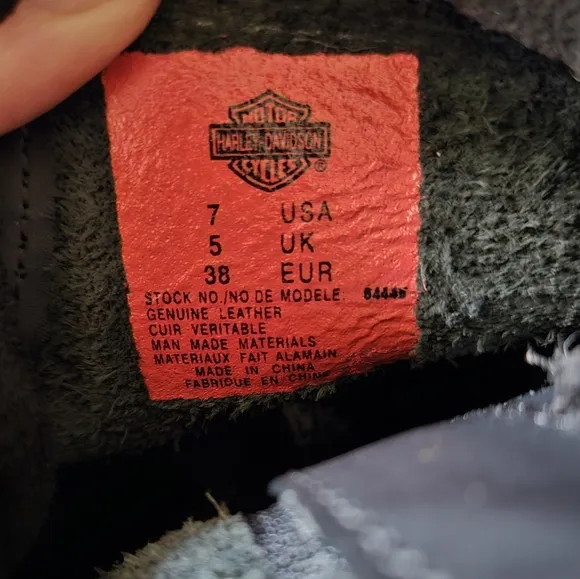 MOTOR
HARLEY-DAVIDSON
CYCLES
®
7 USA
5 UK
38 EUR
STOCK NO./NO DE MODELE:
GENUINE LEATHER
CUIR VERITABLE
MAN MADE MATERIALS
MATERIAUX FAIT ALAMAIN
MADE IN CHINA
FABRIQUE EN CHINE